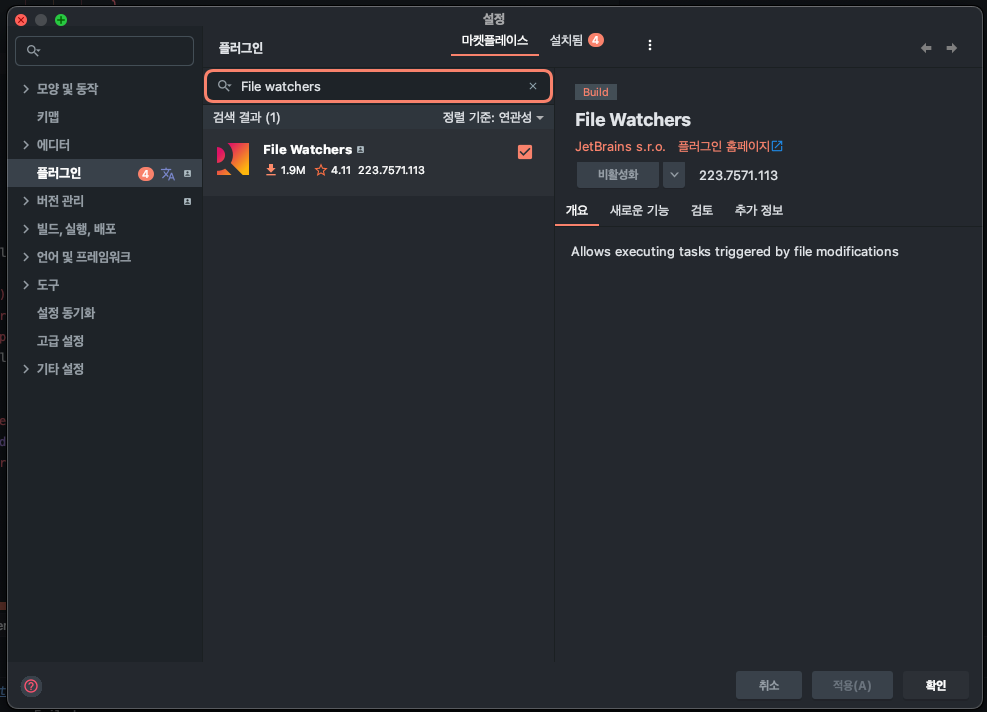 설정
플러그인
마켓플레이스
설치됨 4
모양 및 동작
키맵
에디터
플러그인 4
버전 관리
빌드, 실행, 배포
언어 및 프레임워크
도구
설정 동기화
고급 설정
기타 설정
File watchers
검색 결과 (1)
정렬 기준: 연관성
File Watchers
1.9M 4.11 223.7571.113
Build
File Watchers
JetBrains s.r.o. 플러그인 홈페이지
비활성화 223.7571.113
개요 새로운 기능 검토 추가 정보
Allows executing tasks triggered by file modifications
?
취소 적용(A) 확인